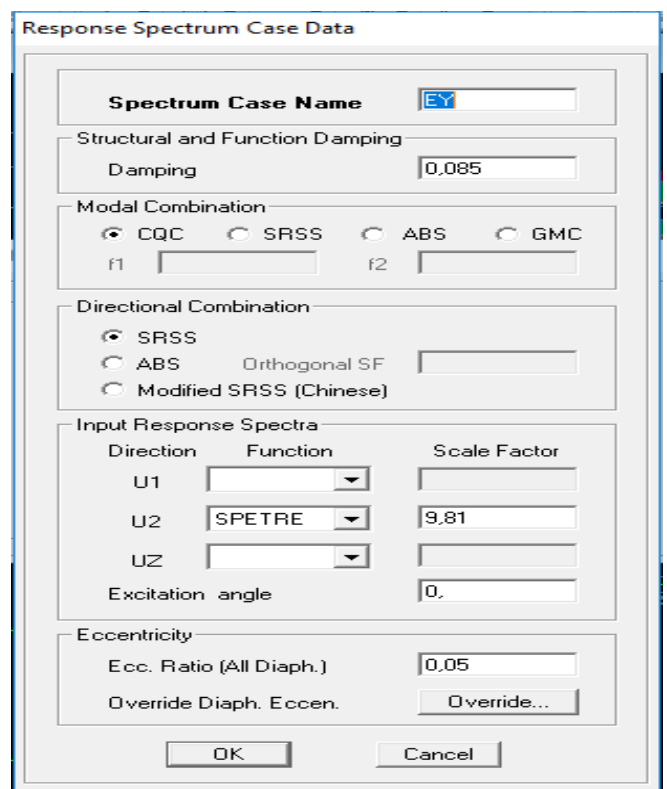 Response Spectrum Case Data
Spectrum Case Name EY
Structural and Function Damping
Damping 0,085
Modal Combination
CQC SRSS ABS GMC
f1 f2
Directional Combination
SRSS
ABS Orthogonal SF
Modified SRSS (Chinese)
Input Response Spectra
Direction Function Scale Factor
U1
U2 SPETRE 9,81
UZ
Excitation angle 0,
Eccentricity
Ecc. Ratio (All Diaph.) 0,05
Override Diaph. Eccen. Override...
OK Cancel